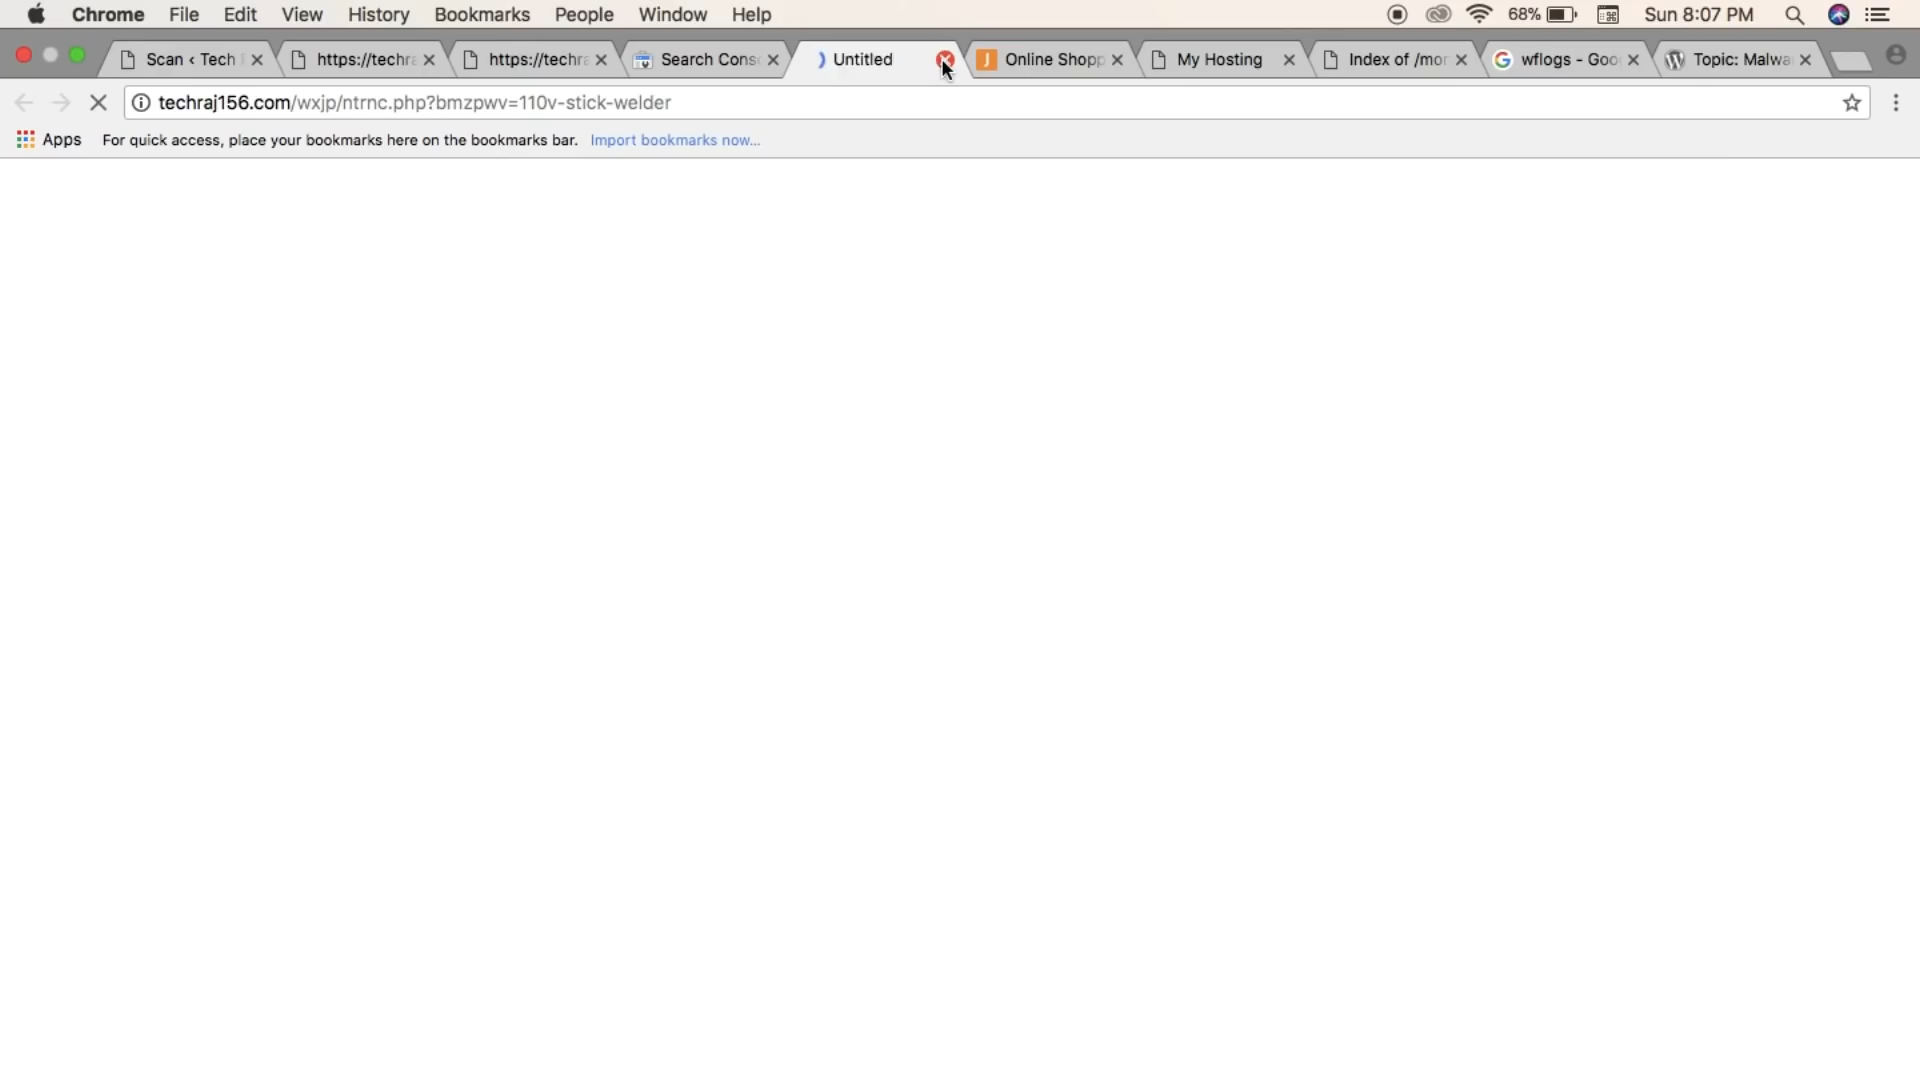 Chrome File Edit View History Bookmarks People Window Help 68% Sun 8:07 PM
Scan ‹ Tech https://techra https://techra Search Cons Untitled Online Shopp My Hosting Index of /mor wflogs - Goo Topic: Malwa
techraj156.com/wxjp/ntrnc.php?bmzpwv=110v-stick-welder
Apps For quick access, place your bookmarks here on the bookmarks bar. Import bookmarks now...